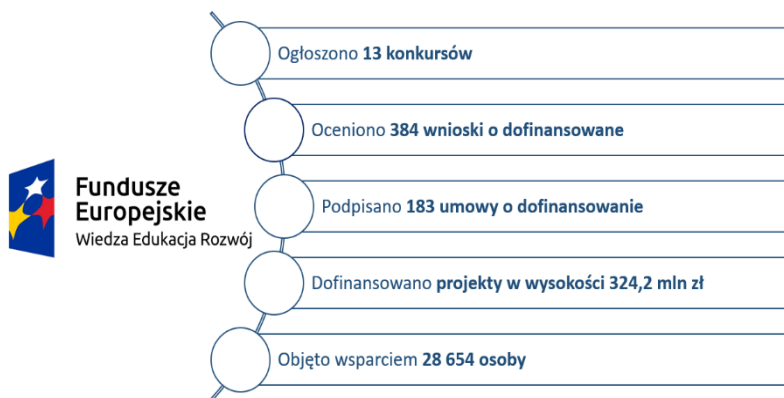 Ogłoszono 13 konkursów
Oceniono 384 wnioski o dofinansowane
Fundusze
Europejskie
Wiedza Edukacja Rozwój
Podpisano 183 umowy o dofinansowanie
Dofinansowano projekty w wysokości 324,2 mln zł
Objęto wsparciem 28 654 osoby